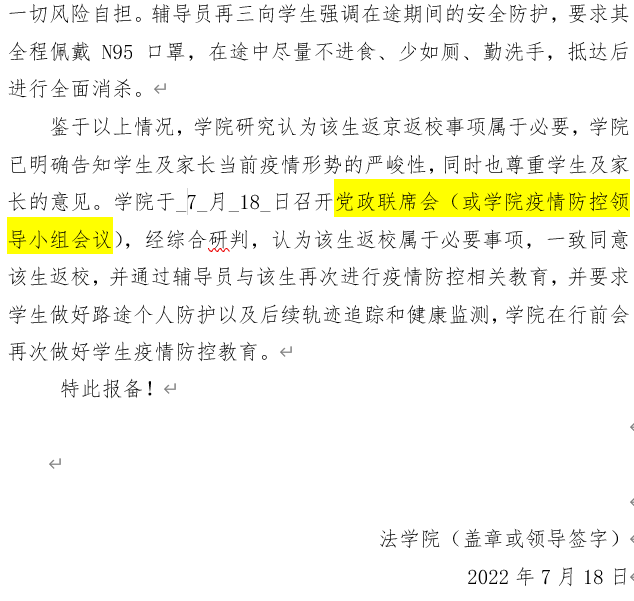 一切风险自担。辅导员再三向学生强调在途期间的安全防护，要求其
全程佩戴 N95 口罩，在途中尽量不进食、少如厕、勤洗手，抵达后
进行全面消杀。
鉴于以上情况，学院研究认为该生返京返校事项属于必要，学院
已明确告知学生及家长当前疫情形势的严峻性，同时也尊重学生及家
长的意见。学院于_7_月_18_日召开党政联席会（或学院疫情防控领
导小组会议），经综合研判，认为该生返校属于必要事项，一致同意
该生返校，并通过辅导员与该生再次进行疫情防控相关教育，并要求
学生做好路途个人防护以及后续轨迹追踪和健康监测，学院在行前会
再次做好学生疫情防控教育。
特此报备！
法学院（盖章或领导签字）
2022 年 7 月 18 日